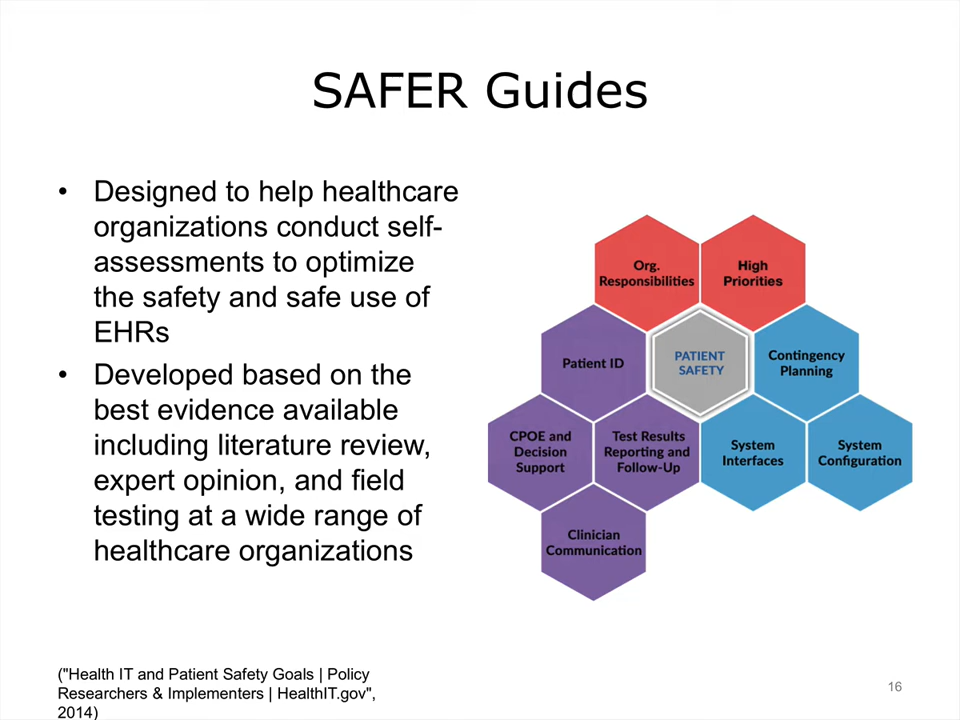 SAFER Guides
• Designed to help healthcare
organizations conduct self-
assessments to optimize
the safety and safe use of
EHRs
• Developed based on the
best evidence available
including literature review,
expert opinion, and field
testing at a wide range of
healthcare organizations
Org.
Responsibilities
High
Priorities
Patient ID
PATIENT
SAFETY
Contingency
Planning
CPOE and
Decision
Support
Test Results
Reporting and
Follow-Up
System
Interfaces
System
Configuration
Clinician
Communication
("Health IT and Patient Safety Goals | Policy
Researchers & Implementers | HealthIT.gov",
2014)
16